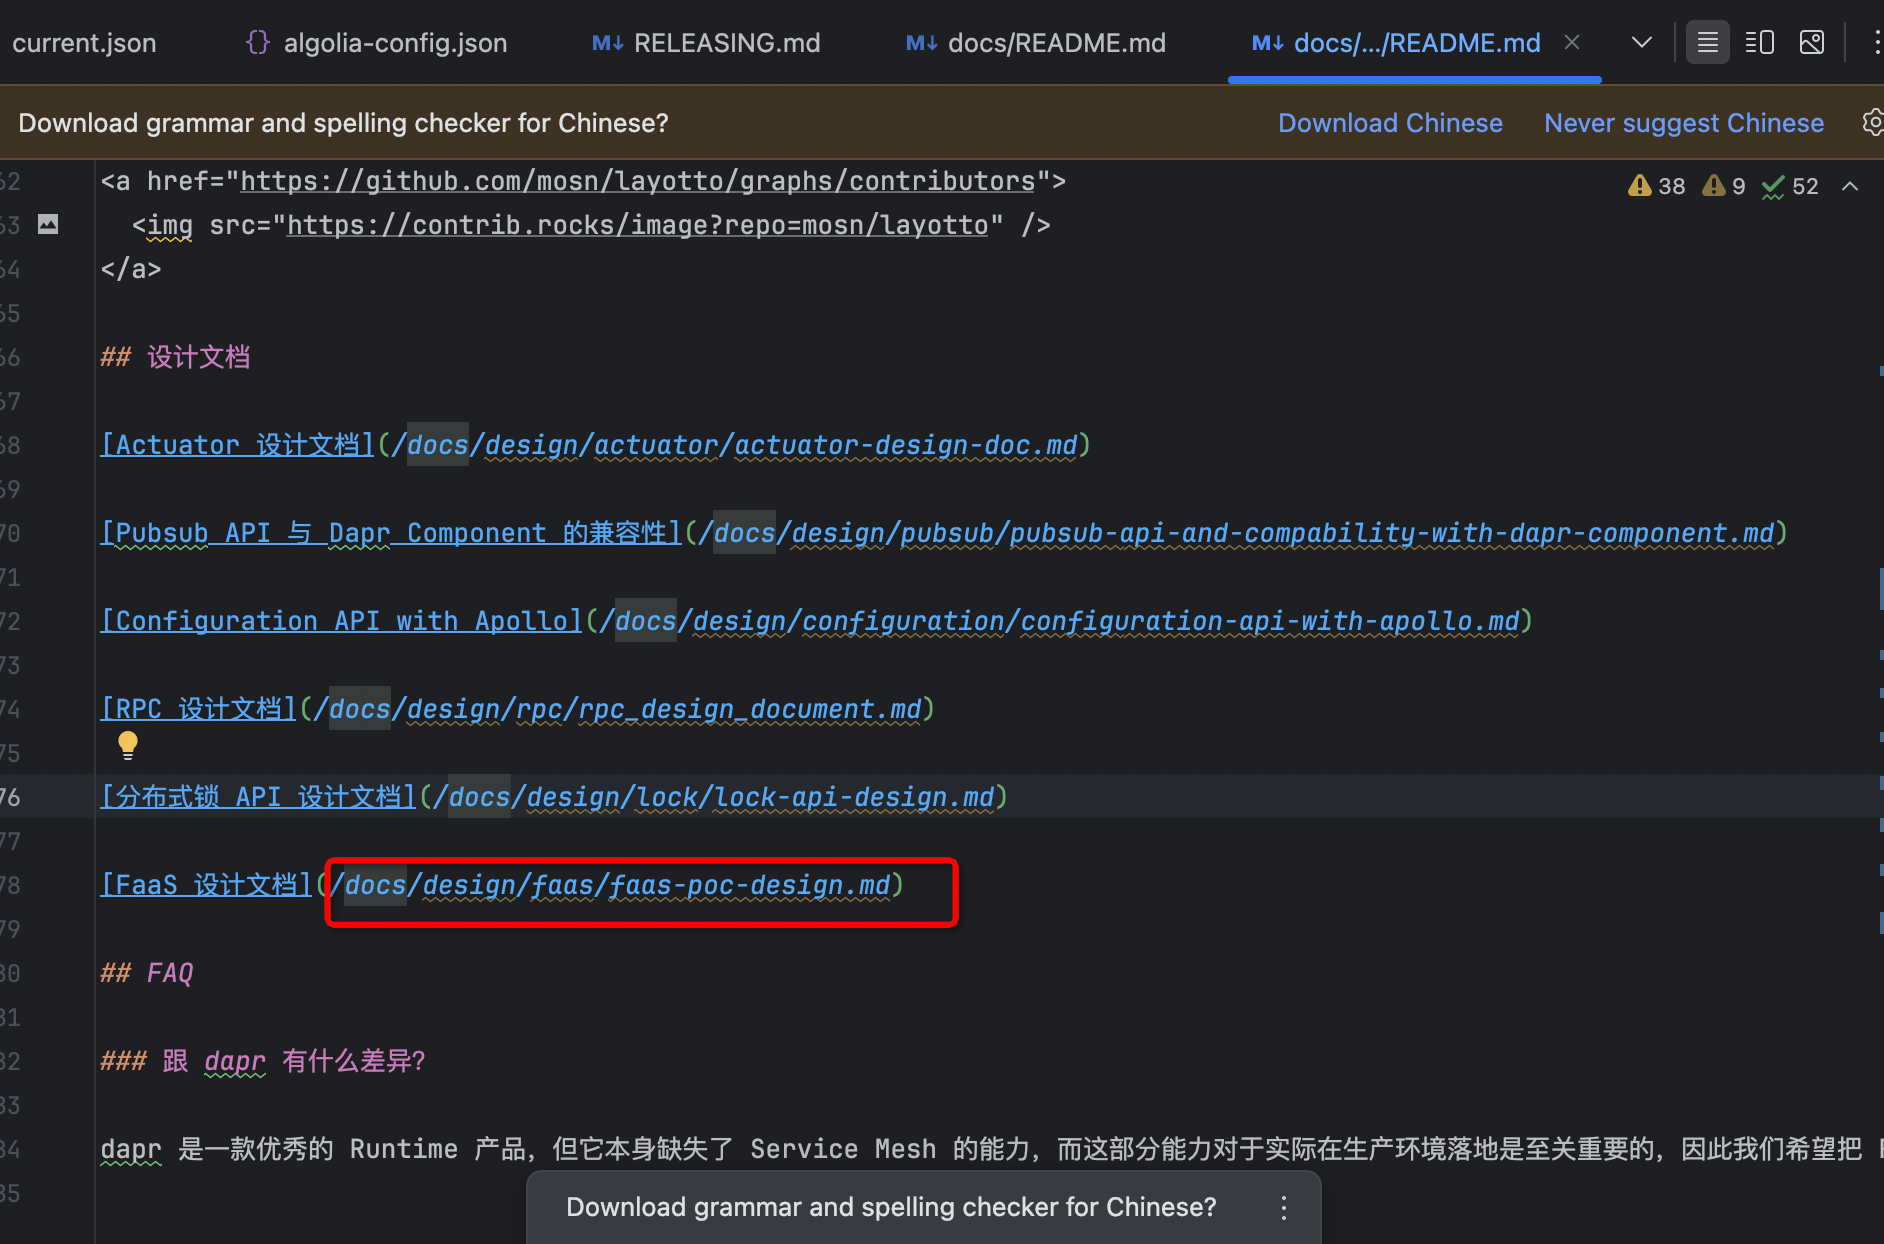 current.json
{} algolia-config.json
M↓ RELEASING.md
M↓ docs/README.md
M↓ docs/.../README.md
Download grammar and spelling checker for Chinese?
Download Chinese
Never suggest Chinese
38 9 52
62 <a href="https://github.com/mosn/layotto/graphs/contributors">
63 <img src="https://contrib.rocks/image?repo=mosn/layotto" />
64 </a>
65
66 ## 设计文档
67
68 [Actuator 设计文档](/docs/design/actuator/actuator-design-doc.md)
69
70 [Pubsub API 与 Dapr Component 的兼容性](/docs/design/pubsub/pubsub-api-and-compability-with-dapr-component.md)
71
72 [Configuration API with Apollo](/docs/design/configuration/configuration-api-with-apollo.md)
73
74 [RPC 设计文档](/docs/design/rpc/rpc_design_document.md)
75
76 [分布式锁 API 设计文档](/docs/design/lock/lock-api-design.md)
77
78 [FaaS 设计文档](/docs/design/faas/faas-poc-design.md)
79
80 ## FAQ
81
82 ### 跟 dapr 有什么差异?
83
84 dapr 是一款优秀的 Runtime 产品，但它本身缺失了 Service Mesh 的能力，而这部分能力对于实际在生产环境落地是至关重要的，因此我们希望把
85
Download grammar and spelling checker for Chinese?